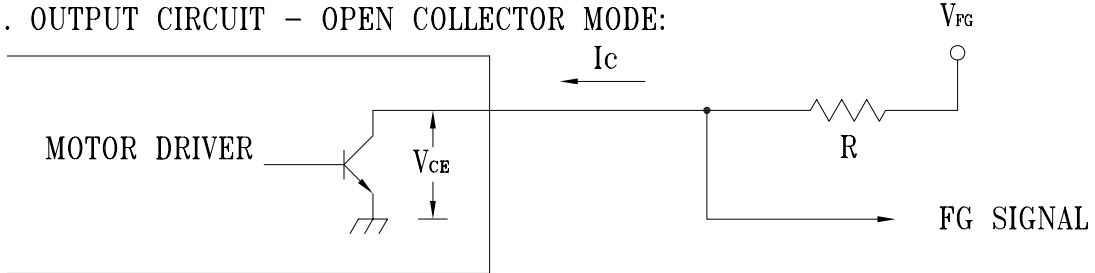 . OUTPUT CIRCUIT − OPEN COLLECTOR MODE:
VFG
Ic
MOTOR DRIVER
VCE
R
FG SIGNAL